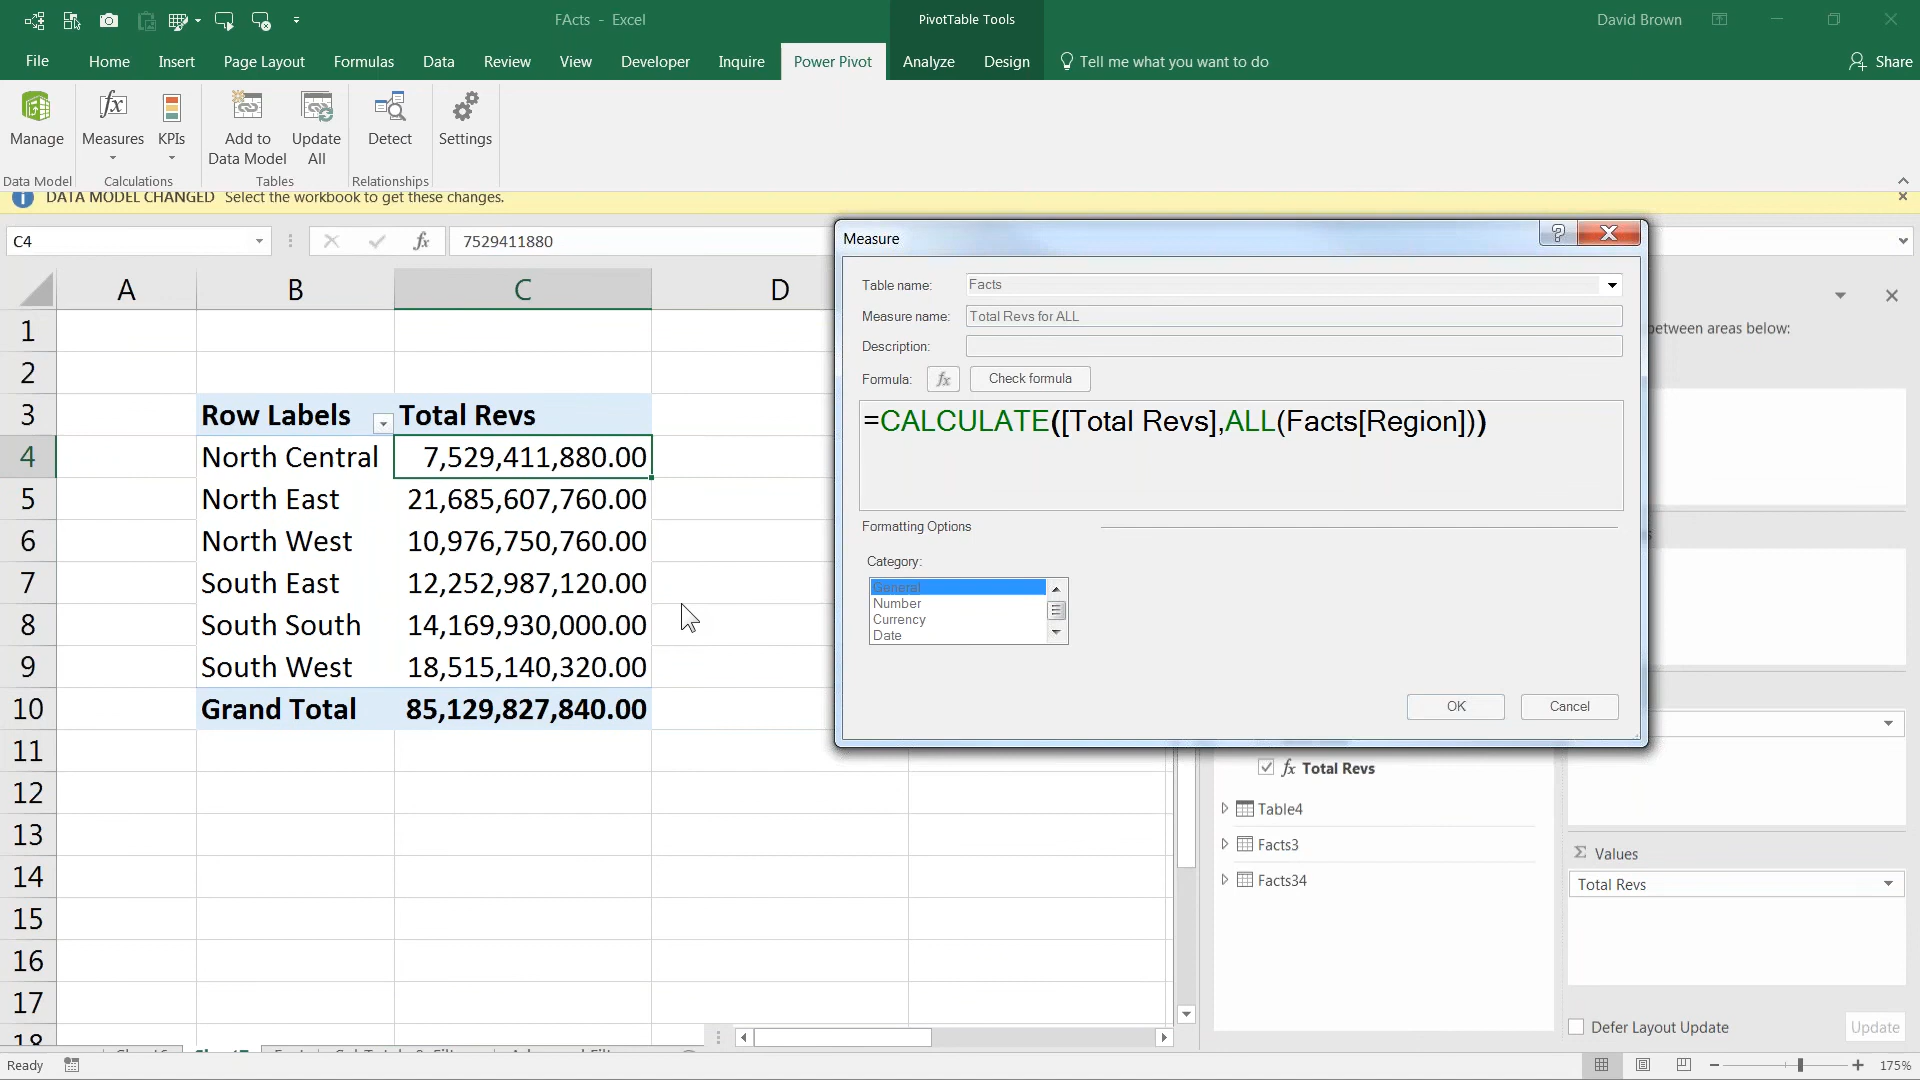 FActs - Excel
PivotTable Tools
David Brown
File Home Insert Page Layout Formulas Data Review View Developer Inquire Power Pivot Analyze Design Tell me what you want to do Share
Manage
Measures
KPIs
Add to Data Model
Update All
Detect
Settings
Data Model Calculations Tables Relationships
DATA MODEL CHANGED Select the workbook to get these changes.
C4
fx
7529411880
A B C D
1
2
3 Row Labels Total Revs
4 North Central 7,529,411,880.00
5 North East 21,685,607,760.00
6 North West 10,976,750,760.00
7 South East 12,252,987,120.00
8 South South 14,169,930,000.00
9 South West 18,515,140,320.00
10 Grand Total 85,129,827,840.00
11
12
13
14
15
16
17
18
Measure
Table name: Facts
Measure name: Total Revs for ALL
Description:
Formula: fx Check formula
=CALCULATE([Total Revs],ALL(Facts[Region]))
Formatting Options
Category:
General
Number
Currency
Date
OK Cancel
between areas below:
fx Total Revs
Table4
Facts3
Facts34
Σ Values
Total Revs
Defer Layout Update Update
Ready
175%